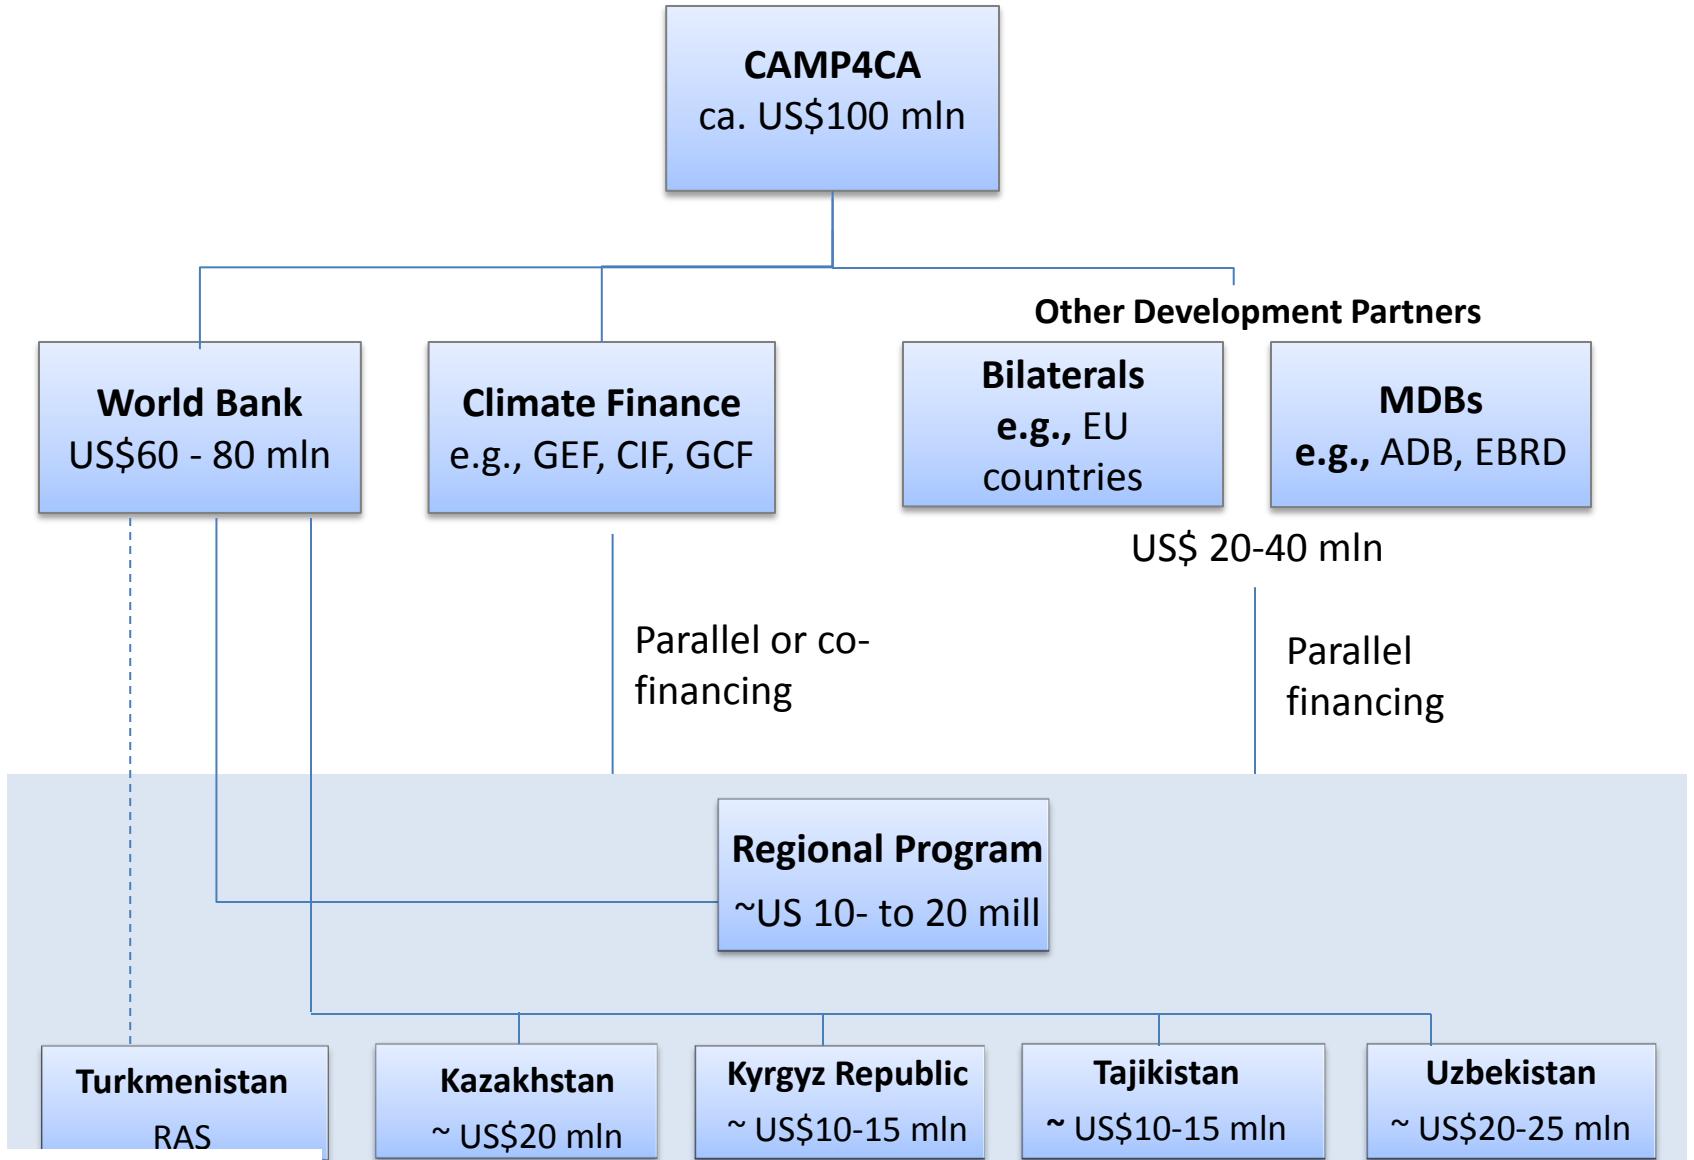 CAMP4CA
ca. US$100 mln
Other Development Partners
World Bank
US$60 - 80 mln
Climate Finance
e.g., GEF, CIF, GCF
Bilaterals
e.g., EU
countries
MDBs
e.g., ADB, EBRD
US$ 20-40 mln
Parallel or co-
financing
Parallel
financing
Regional Program
~US 10- to 20 mill
Turkmenistan
RAS
Kazakhstan
~ US$20 mln
Kyrgyz Republic
~ US$10-15 mln
Tajikistan
~ US$10-15 mln
Uzbekistan
~ US$20-25 mln